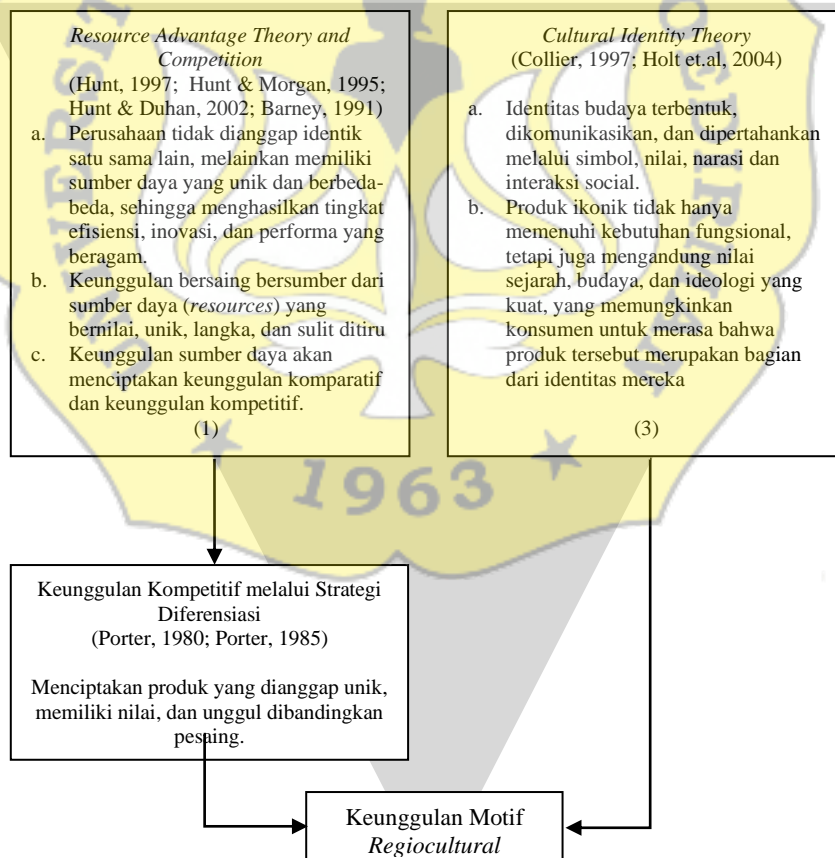 Resource Advantage Theory and
Competition
(Hunt, 1997; Hunt & Morgan, 1995;
Hunt & Duhan, 2002; Barney, 1991)
a. Perusahaan tidak dianggap identik
satu sama lain, melainkan memiliki
sumber daya yang unik dan berbeda-
beda, sehingga menghasilkan tingkat
efisiensi, inovasi, dan performa yang
beragam.
b. Keunggulan bersaing bersumber dari
sumber daya (resources) yang
bernilai, unik, langka, dan sulit ditiru
c. Keunggulan sumber daya akan
menciptakan keunggulan komparatif
dan keunggulan kompetitif.
(1)
Cultural Identity Theory
(Collier, 1997; Holt et.al, 2004)
a. Identitas budaya terbentuk,
dikomunikasikan, dan dipertahankan
melalui simbol, nilai, narasi dan
interaksi social.
b. Produk ikonik tidak hanya
memenuhi kebutuhan fungsional,
tetapi juga mengandung nilai
sejarah, budaya, dan ideologi yang
kuat, yang memungkinkan
konsumen untuk merasa bahwa
produk tersebut merupakan bagian
dari identitas mereka
(3)
1963
Keunggulan Kompetitif melalui Strategi
Diferensiasi
(Porter, 1980; Porter, 1985)
Menciptakan produk yang dianggap unik,
memiliki nilai, dan unggul dibandingkan
pesaing.
Keunggulan Motif
Regiocultural